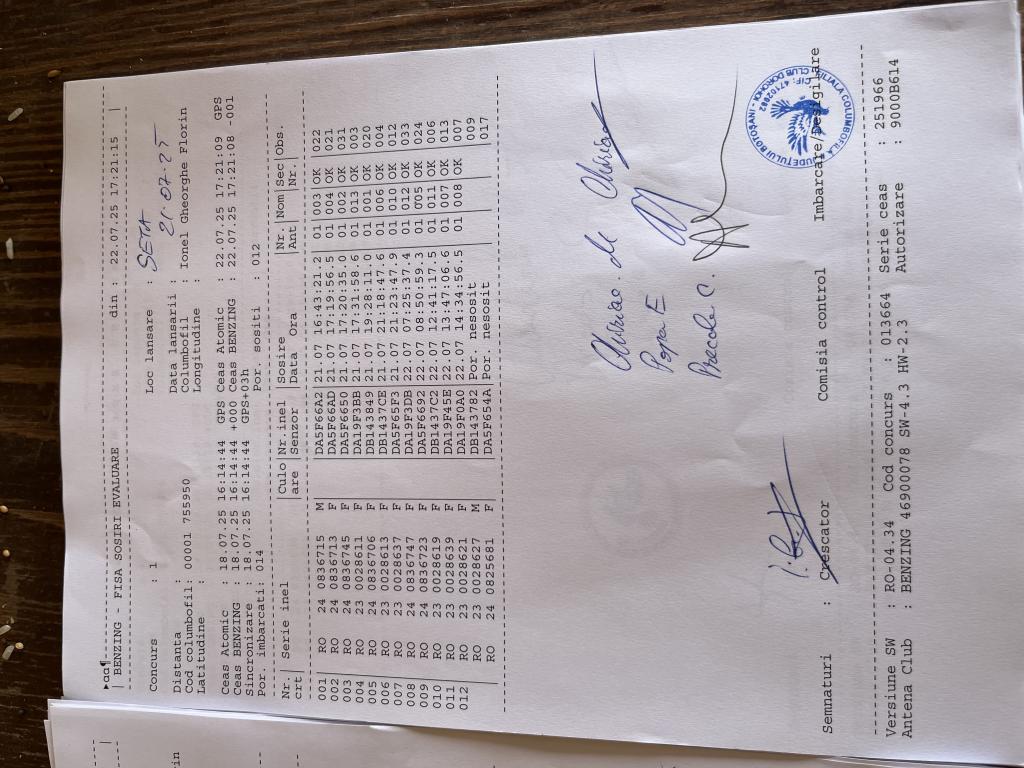 ▸aa¶
| BENZING - FISA SOSIRI EVALUARE din : 22.07.25 17:21:15 |
Concurs : 1 Loc lansare : SETA
Distanta : Data lansarii : 21.07.25
Cod columbofil: 00001 755950 Columbofil : Ionel Gheorghe Florin
Latitudine : Longitudine :
Ceas Atomic : 18.07.25 16:14:44 GPS Ceas Atomic : 22.07.25 17:21:09 GPS
Ceas BENZING : 18.07.25 16:14:44 +000 Ceas BENZING : 22.07.25 17:21:08 -001
Sincronizare : 18.07.25 16:14:44 GPS+03h
Por. imbarcati: 014 Por. sositi : 012
Nr.| Serie inel |Culo|Nr.inel |Sosire |Nr.|Nom|Sec|Obs.
crt| |are |Senzor |Data Ora |Ant| |Nr.|
001 RO 24 0836715 M DA5F66A2 21.07 16:43:21.2 01 003 OK 022
002 RO 24 0836713 F DA5F66AD 21.07 17:19:56.5 01 004 OK 021
003 RO 24 0836745 F DA5F6650 21.07 17:20:35.0 01 002 OK 031
004 RO 23 0028611 F DA19F3BB 21.07 17:31:58.6 01 013 OK 003
005 RO 24 0836706 F DB143849 21.07 19:28:11.0 01 001 OK 020
006 RO 23 0028613 F DB1437CE 21.07 21:18:47.6 01 006 OK 004
007 RO 23 0028637 F DA5F65F3 21.07 21:23:47.9 01 010 OK 012
008 RO 24 0836747 F DA19F3DB 22.07 07:25:37.4 01 012 OK 033
009 RO 24 0836723 F DA5F6692 22.07 08:50:59.3 01 005 OK 024
010 RO 23 0028619 F DB1437C2 22.07 12:41:17.5 01 011 OK 006
011 RO 23 0028639 F DA19F45E 22.07 13:47:06.6 01 007 OK 013
012 RO 23 0028621 F DA19F0A0 22.07 14:34:56.5 01 008 OK 007
RO 23 0028627 M DB143782 Por. nesosit 009
RO 24 0825681 F DA5F654A Por. nesosit 017
Popa E
Semnaturi : Crescator Comisia control Imbarcare/Desigilare
JUDEȚULUI BOTOȘANI - CLUB DOROHOI
FILIALA COLUMBOFILĂ
CIF: 47102982
Versiune SW : RO-04.34 Cod concurs : 013664 Serie ceas : 251966
Antena Club : BENZING 46900078 SW-4.3 HW-2.3 Autorizare : 9000B614